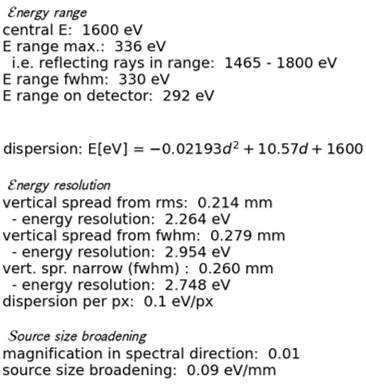 Energy range
central E: 1600 eV
E range max.: 336 eV
i.e. reflecting rays in range: 1465 - 1800 eV
E range fwhm: 330 eV
E range on detector: 292 eV
dispersion: E[eV] = −0.02193d² + 10.57d + 1600
Energy resolution
vertical spread from rms: 0.214 mm
- energy resolution: 2.264 eV
vertical spread from fwhm: 0.279 mm
- energy resolution: 2.954 eV
vert. spr. narrow (fwhm) : 0.260 mm
- energy resolution: 2.748 eV
dispersion per px: 0.1 eV/px
Source size broadening
magnification in spectral direction: 0.01
source size broadening: 0.09 eV/mm